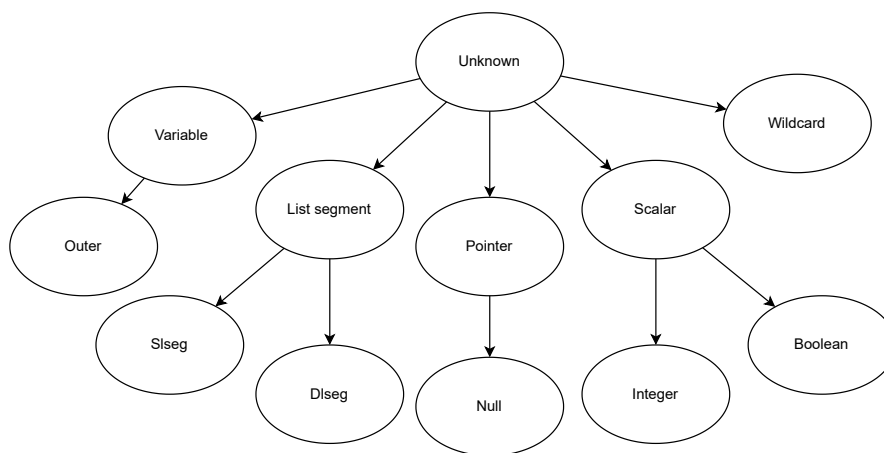 Unknown
Wildcard
Variable
List segment
Scalar
Outer
Pointer
Slseg
Boolean
Dlseg
Null
Integer